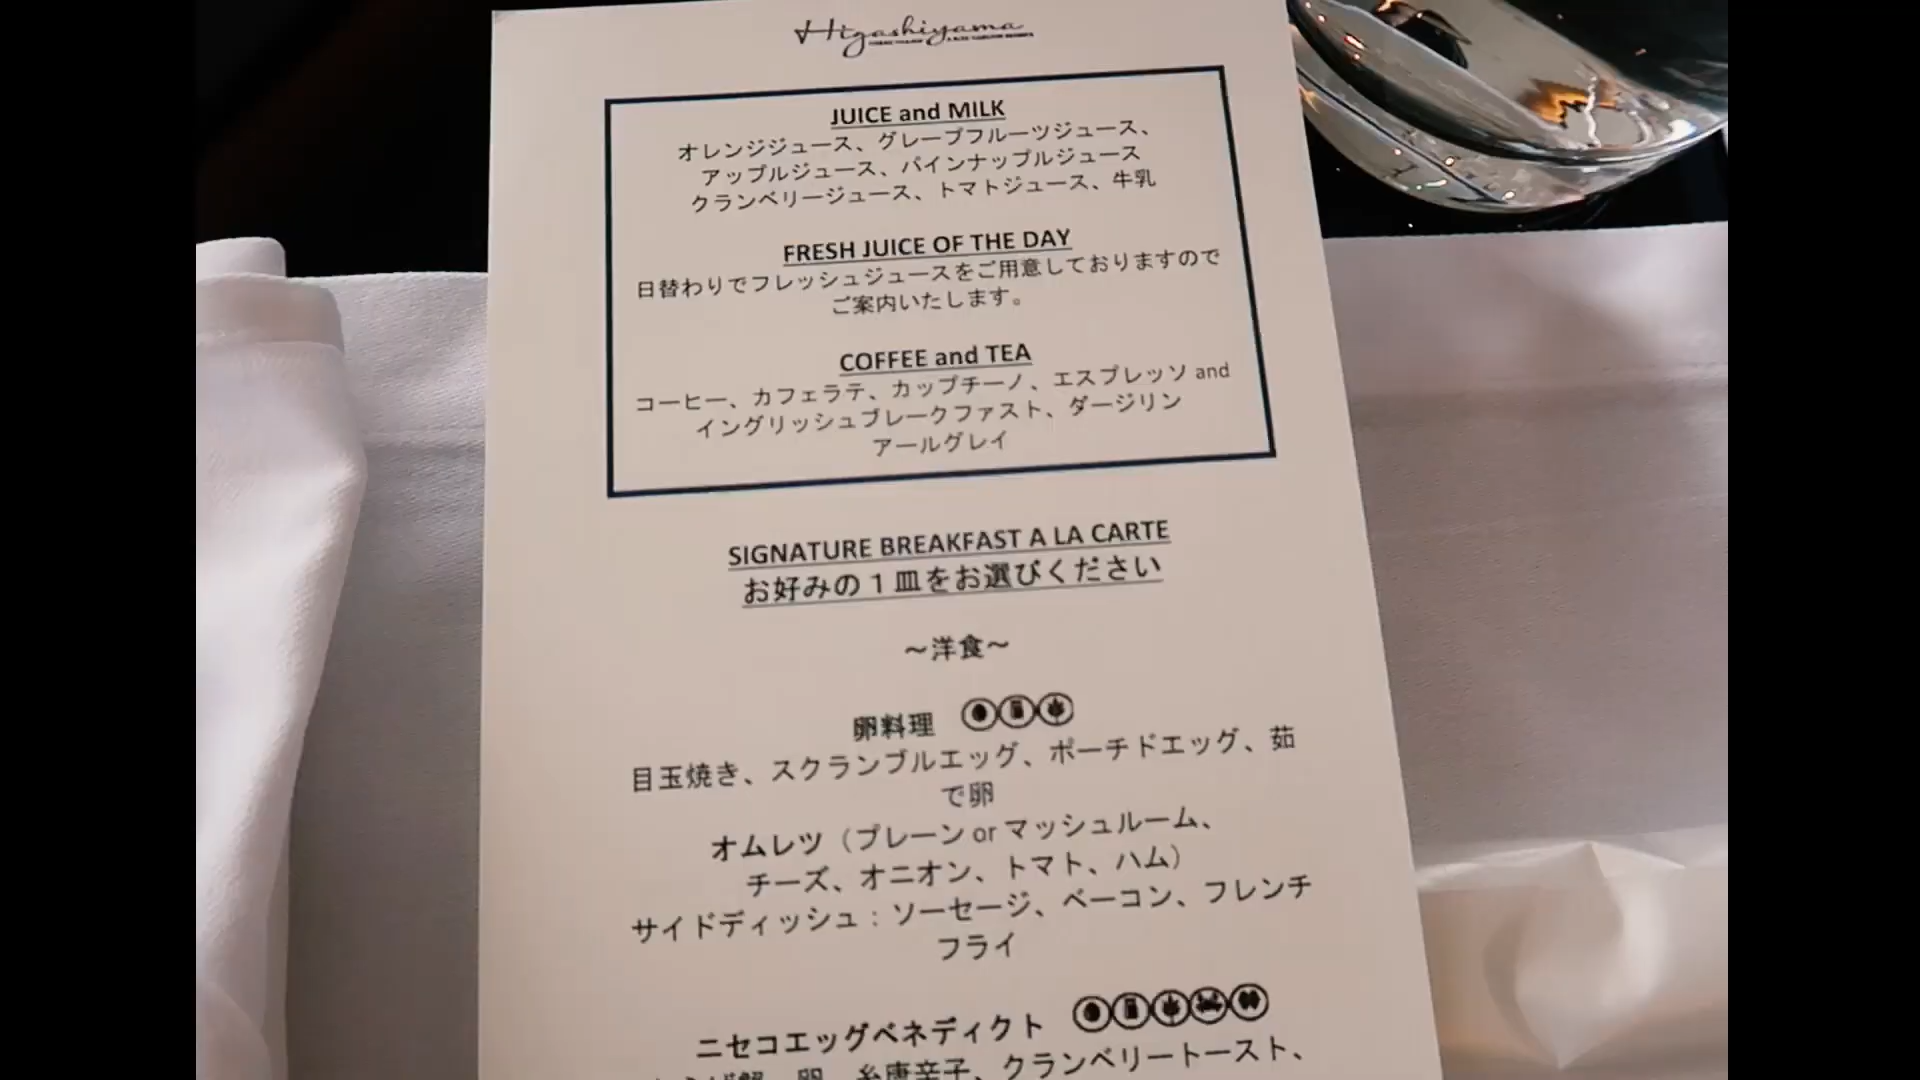 Higashiyama
JUICE and MILK
オレンジジュース、グレープフルーツジュース、
アップルジュース、パインナップルジュース
クランベリージュース、トマトジュース、牛乳
FRESH JUICE OF THE DAY
日替わりでフレッシュジュースをご用意しておりますので
ご案内いたします。
COFFEE and TEA
コーヒー、カフェラテ、カップチーノ、エスプレッソ and
イングリッシュブレークファスト、ダージリン
アールグレイ
SIGNATURE BREAKFAST A LA CARTE
お好みの１皿をお選びください
～洋食～
卵料理
目玉焼き、スクランブルエッグ、ポーチドエッグ、茹
で卵
オムレツ（プレーン or マッシュルーム、
チーズ、オニオン、トマト、ハム）
サイドディッシュ：ソーセージ、ベーコン、フレンチ
フライ
ニセコエッグベネディクト
卵、糸唐辛子、クランベリートースト、